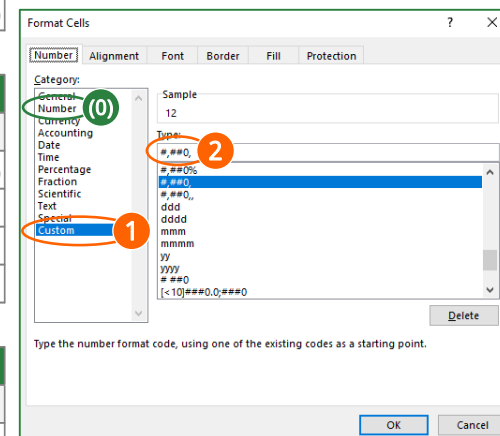 Format Cells
? ×
Number Alignment Font Border Fill Protection
Category:
General
Number (0)
Currency
Accounting
Date
Time
Percentage
Fraction
Scientific
Text
Special
Custom 1
Sample
12
Type:
#,##0, 2
#,##0%
#,##0,
#,##0,,
ddd
dddd
mmm
mmmm
yy
yyyy
# ##0
[<10]###0.0;###0
Delete
Type the number format code, using one of the existing codes as a starting point.
OK Cancel